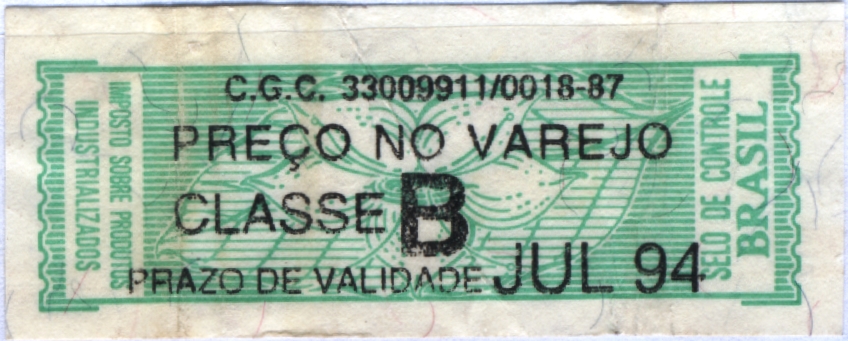 C.G.C. 33009911/0018-87
PREÇO NO VAREJO
CLASSE B
PRAZO DE VALIDADE JUL 94
IMPOSTO SOBRE PRODUTOS
INDUSTRIALIZADOS
SELO DE CONTROLE
BRASIL